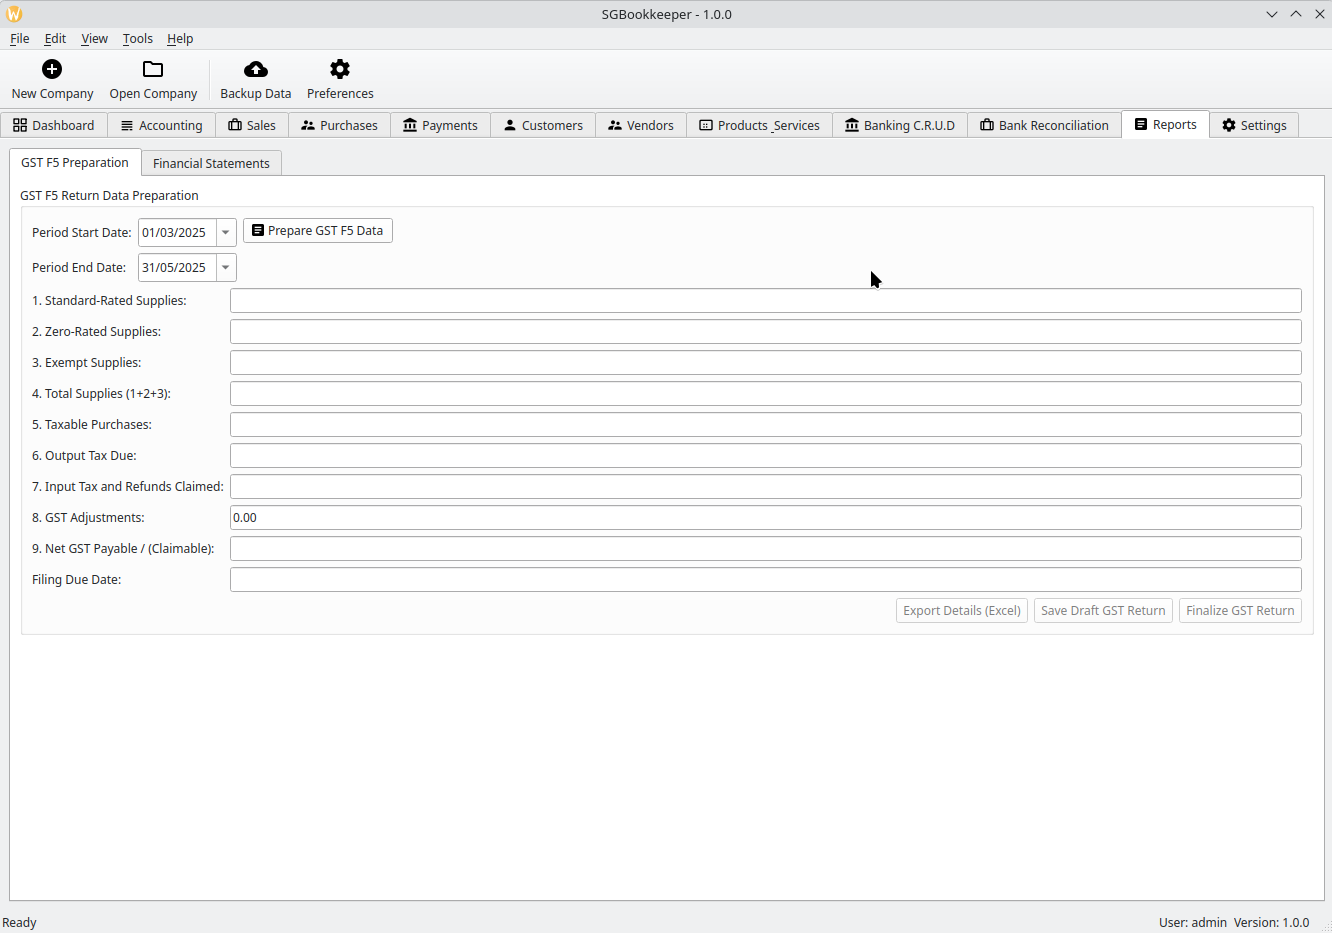 W
SGBookkeeper - 1.0.0
File Edit View Tools Help
New Company Open Company Backup Data Preferences
Dashboard Accounting Sales Purchases Payments Customers Vendors Products _Services Banking C.R.U.D Bank Reconciliation Reports Settings
GST F5 Preparation Financial Statements
GST F5 Return Data Preparation
Period Start Date: 01/03/2025 Prepare GST F5 Data
Period End Date: 31/05/2025
1. Standard-Rated Supplies:
2. Zero-Rated Supplies:
3. Exempt Supplies:
4. Total Supplies (1+2+3):
5. Taxable Purchases:
6. Output Tax Due:
7. Input Tax and Refunds Claimed:
8. GST Adjustments: 0.00
9. Net GST Payable / (Claimable):
Filing Due Date:
Export Details (Excel) Save Draft GST Return Finalize GST Return
Ready User: admin Version: 1.0.0